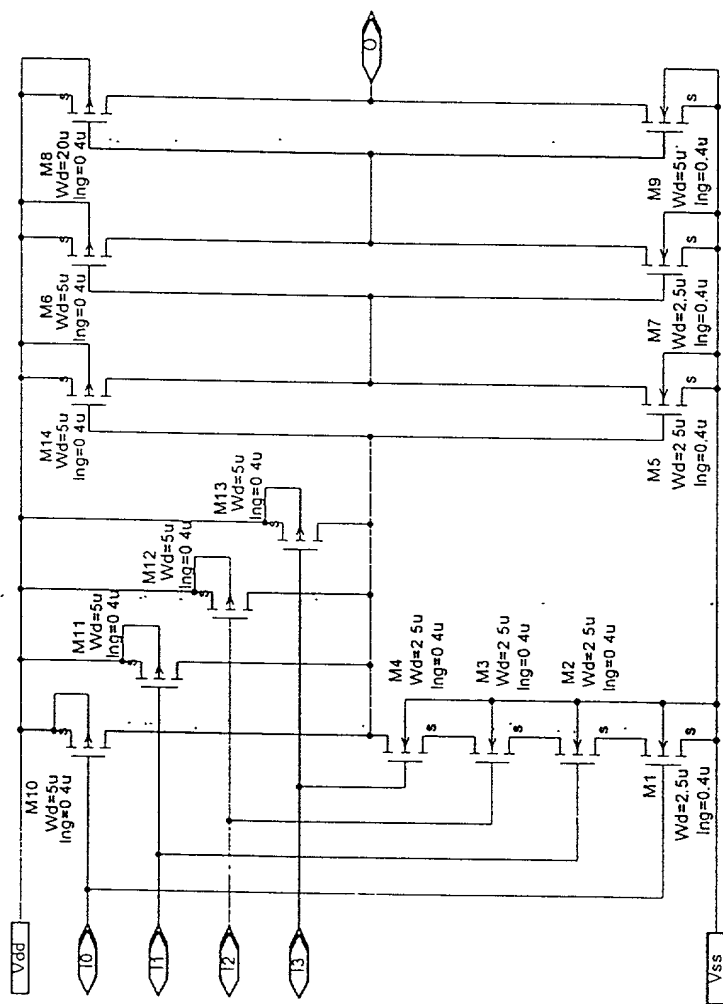 Vdd
I0
I1
I2
I3
Vss
M10
Wd=5u
lng=0.4u
M11
Wd=5u
lng=0 4u
M12
Wd=5u
lng=0 4u
M13
Wd=5u
lng=0 4u
M14
Wd=5u
lng=0 4u
M6
Wd=5u
lng=0 4u
M8
Wd=20u
lng=0 4u
s
s
s
s
s
s
s
O
M4
Wd=2 5u
lng=0 4u
s
M3
Wd=2 5u
lng=0 4u
s
M2
Wd=2 5u
lng=0 4u
s
M1
Wd=2.5u
lng=0.4u
s
M5
Wd=2 5u
lng=0.4u
s
M7
Wd=2.5u
lng=0.4u
s
M9
Wd=5u
lng=0.4u
s